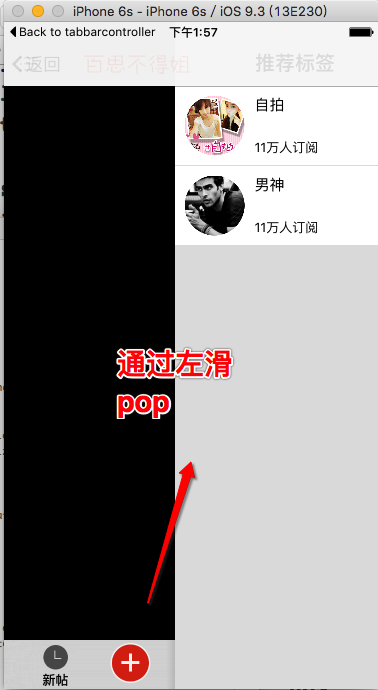 iPhone 6s - iPhone 6s / iOS 9.3 (13E230)
Back to tabbarcontroller 下午1:57
返回 百思不得姐 推荐标签
自拍
11万人订阅
男神
11万人订阅
通过左滑
pop
新帖